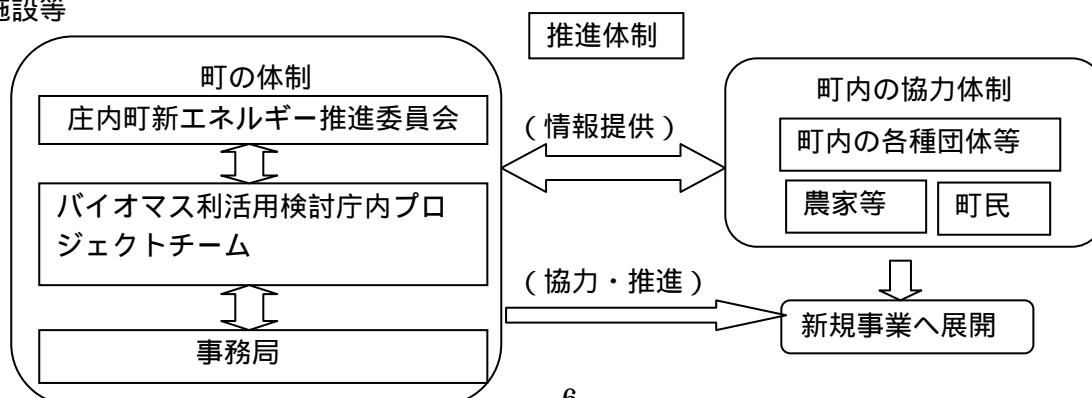 施設等
推進体制
町の体制
庄内町新エネルギー推進委員会
バイオマス利活用検討庁内プロ
ジェクトチーム
事務局
（情報提供）
（協力・推進）
町内の協力体制
町内の各種団体等
農家等
町民
新規事業へ展開
6